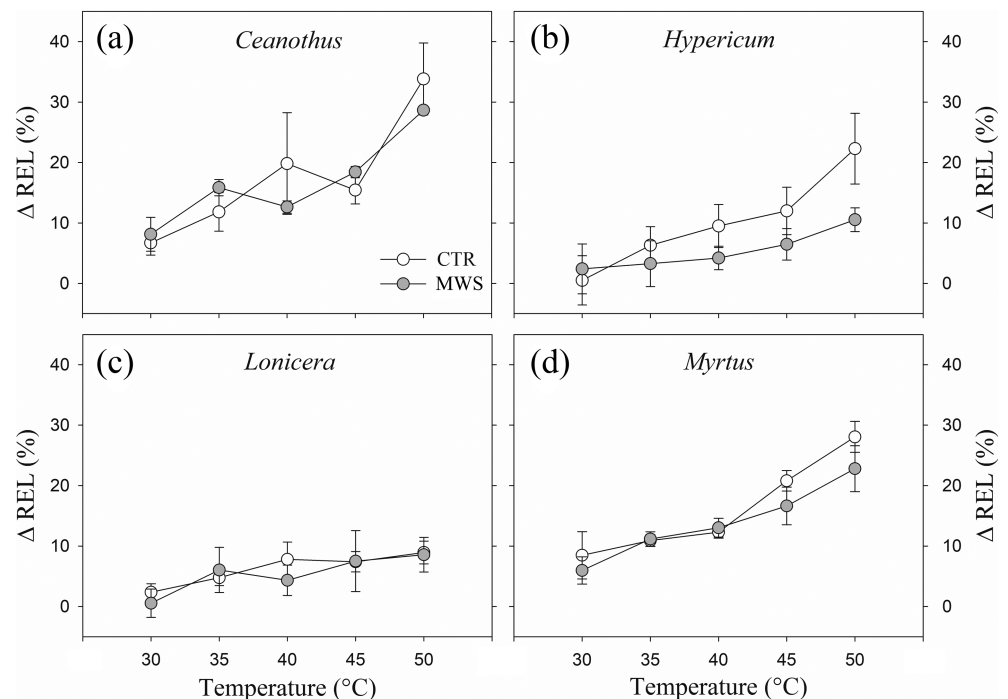 (a) Ceanothus
(b) Hypericum
40
30
20
10
0
Δ REL (%)
CTR
MWS
40
30
20
10
0
Δ REL (%)
(c) Lonicera
(d) Myrtus
40
30
20
10
0
Δ REL (%)
40
30
20
10
0
Δ REL (%)
30 35 40 45 50
30 35 40 45 50
Temperature (°C)
Temperature (°C)